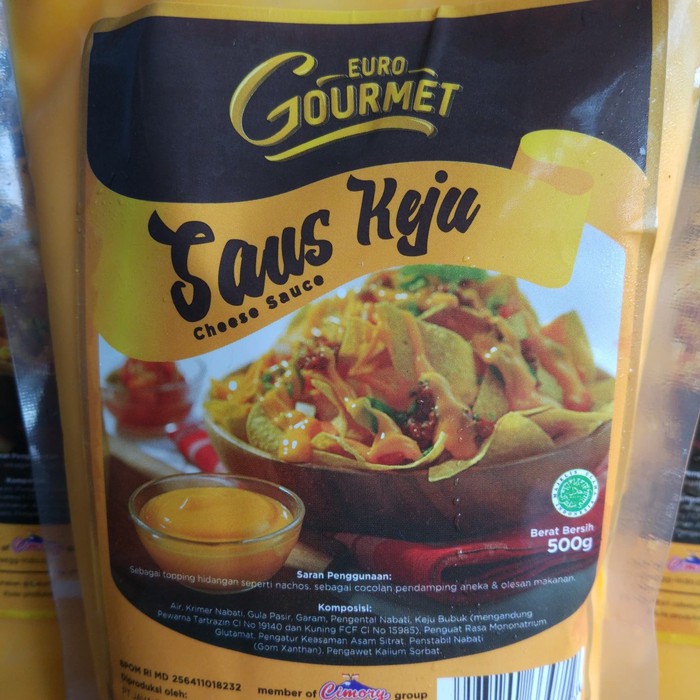 EURO
GOURMET
Saus Keju
Cheese Sauce
Berat Bersih
500g
Saran Penggunaan:
Sebagai topping hidangan seperti nachos, sebagai cocolan pendamping aneka & olesan makanan.
Komposisi:
Air, Krimer Nabati, Gula Pasir, Garam, Pengental Nabati, Keju Bubuk (mengandung
Pewarna Tartrazin CI No 19140 dan Kuning FCF CI No 15985), Penguat Rasa Mononatrium
Glutamat, Pengatur Keasaman Asam Sitrat, Penstabil Nabati
(Gom Xanthan), Pengawet Kalium Sorbat.
BPOM RI MD 256411018232
Diproduksi oleh:
member of Cimory group